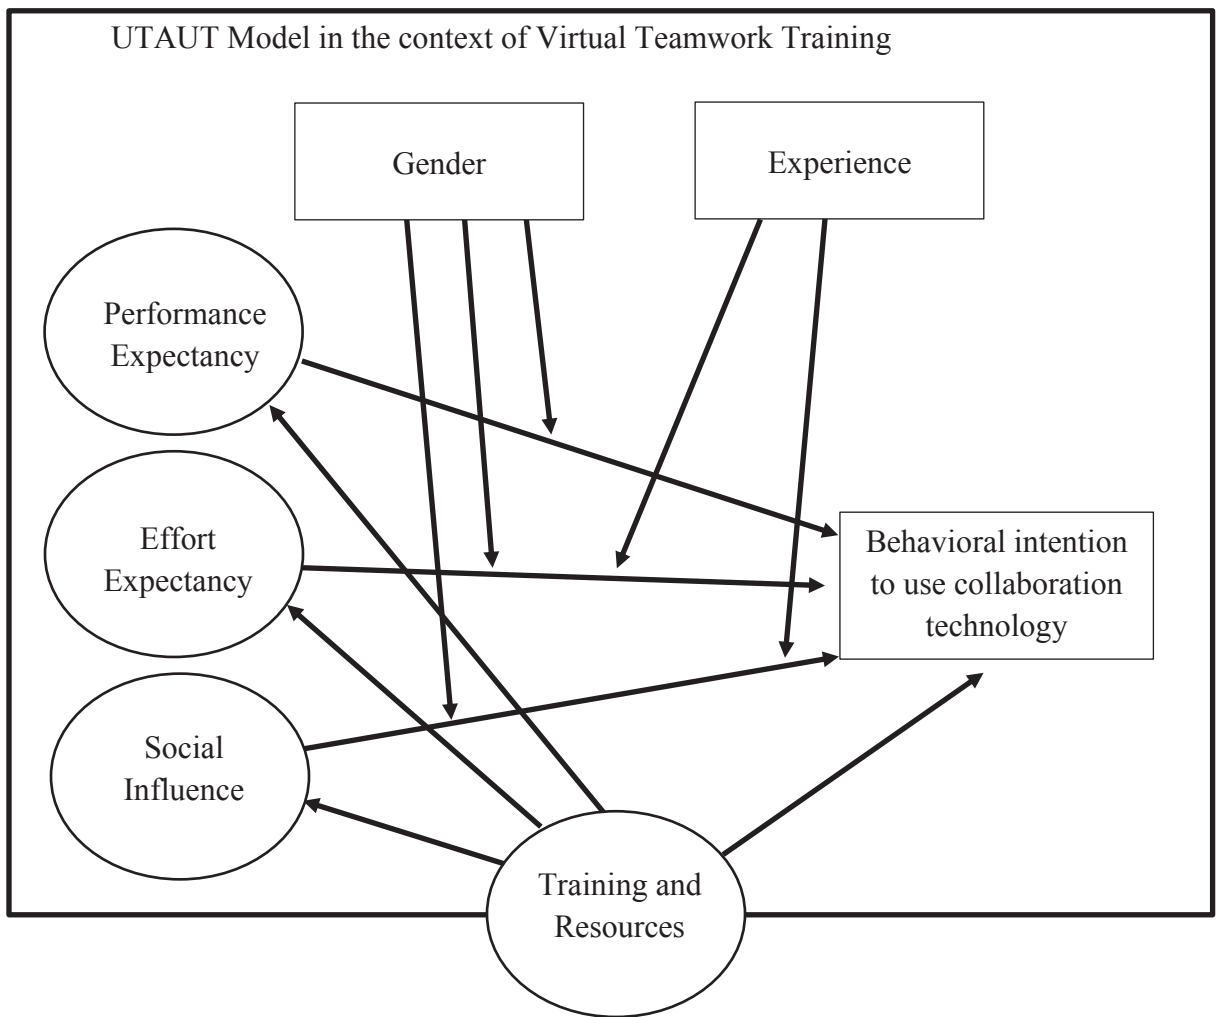 UTAUT Model in the context of Virtual Teamwork Training
Gender
Experience
Performance
Expectancy
Effort
Expectancy
Behavioral intention
to use collaboration
technology
Social
Influence
Training and
Resources